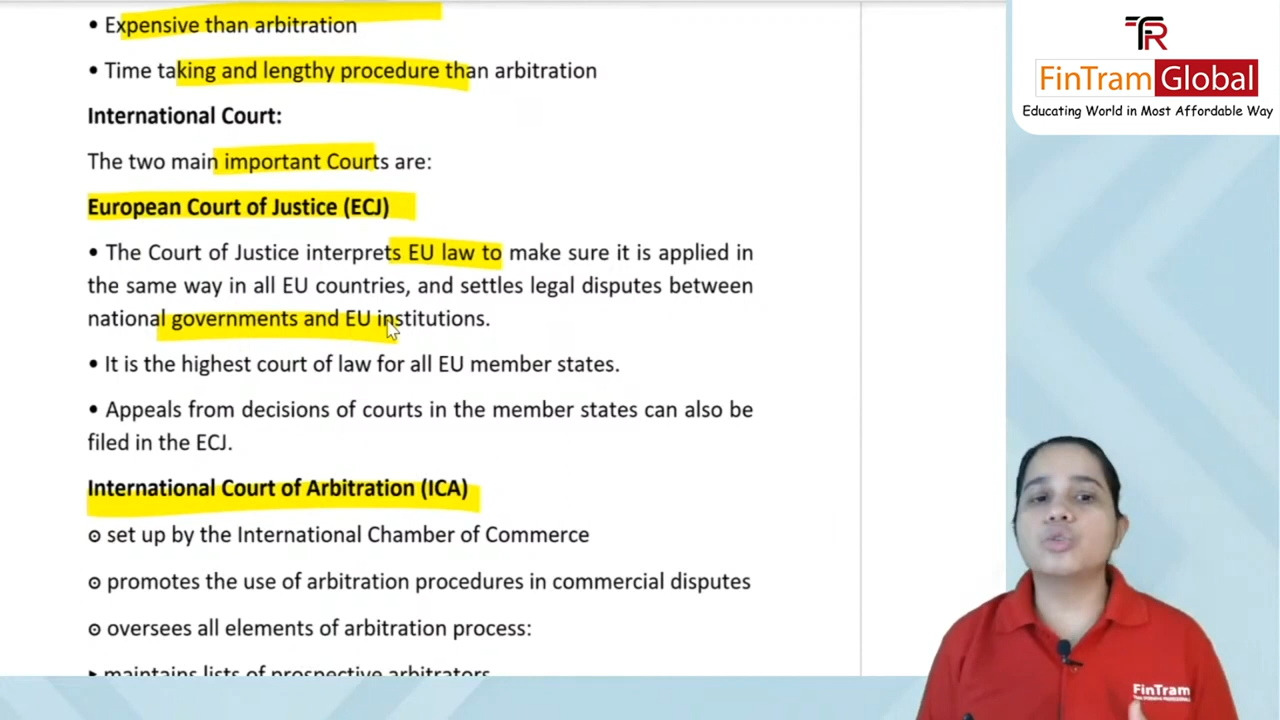 • Expensive than arbitration
• Time taking and lengthy procedure than arbitration
International Court:
The two main important Courts are:
European Court of Justice (ECJ)
• The Court of Justice interprets EU law to make sure it is applied in
the same way in all EU countries, and settles legal disputes between
national governments and EU institutions.
• It is the highest court of law for all EU member states.
• Appeals from decisions of courts in the member states can also be
filed in the ECJ.
International Court of Arbitration (ICA)
⊙ set up by the International Chamber of Commerce
⊙ promotes the use of arbitration procedures in commercial disputes
⊙ oversees all elements of arbitration process:
▸ maintains lists of prospective arbitrators
FinTram Global
Educating World in Most Affordable Way
FinTram